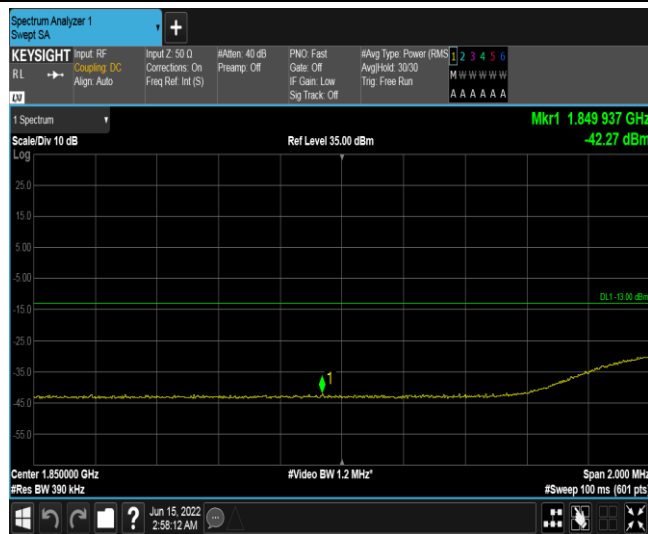 Spectrum Analyzer 1
Swept SA
KEYSIGHT
RL
Input: RF
Coupling: DC
Align: Auto
Input Z: 50 Ω
Corrections: On
Freq Ref: Int (S)
#Atten: 40 dB
Preamp: Off
PNO: Fast
Gate: Off
IF Gain: Low
Sig Track: Off
#Avg Type: Power (RMS
Avg|Hold: 30/30
Trig: Free Run
1 2 3 4 5 6
M W W W W W
A A A A A A
LXI
1 Spectrum
Scale/Div 10 dB
Ref Level 35.00 dBm
Mkr1 1.849 937 GHz
-42.27 dBm
Log
25.0
15.0
5.00
-5.00
DL1 -13.00 dBm
-15.0
-25.0
-35.0
1
-45.0
-55.0
Center 1.850000 GHz
#Video BW 1.2 MHz*
Span 2.000 MHz
#Res BW 390 kHz
#Sweep 100 ms (601 pts)
Jun 15, 2022
2:58:12 AM